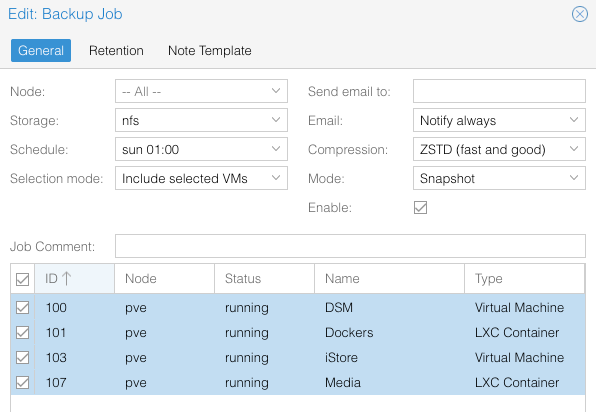 Edit: Backup Job
General Retention Note Template
Node: -- All -- Send email to:
Storage: nfs Email: Notify always
Schedule: sun 01:00 Compression: ZSTD (fast and good)
Selection mode: Include selected VMs Mode: Snapshot
Enable:
Job Comment:
ID ↑ Node Status Name Type
100 pve running DSM Virtual Machine
101 pve running Dockers LXC Container
103 pve running iStore Virtual Machine
107 pve running Media LXC Container